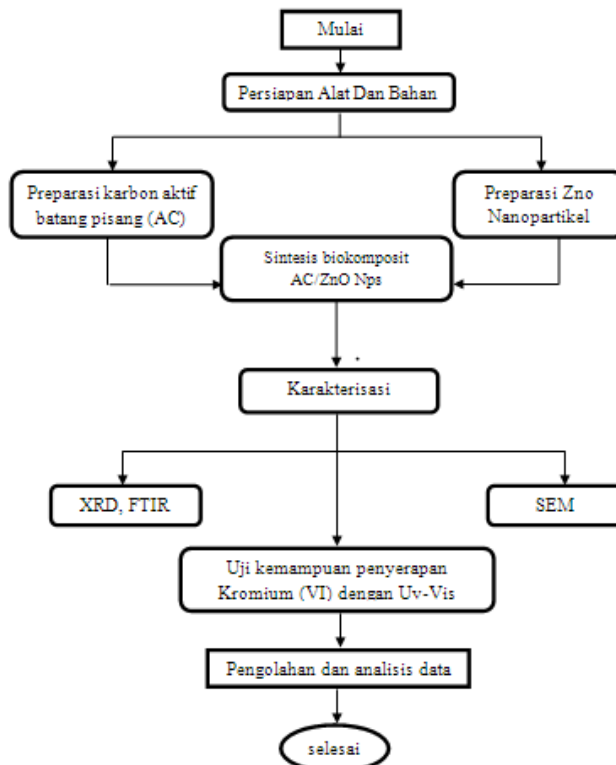 Mulai
Persiapan Alat Dan Bahan
Preparasi karbon aktif
batang pisang (AC)
Preparasi Zno
Nanopartikel
Sintesis biokomposit
AC/ZnO Nps
Karakterisasi
XRD, FTIR
SEM
Uji kemampuan penyerapan
Kromium (VI) dengan Uv-Vis
Pengolahan dan analisis data
selesai